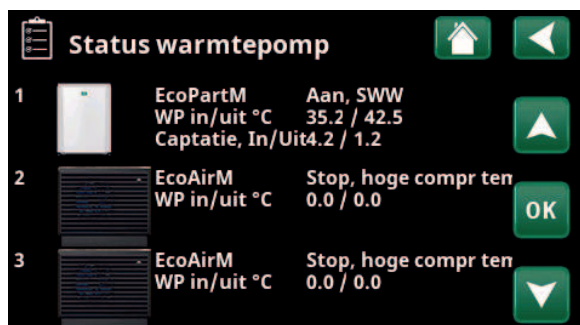 Status warmtepomp
1 EcoPartM Aan, SWW
WP in/uit °C 35.2 / 42.5
Captatie, In/Uit4.2 / 1.2
2 EcoAirM Stop, hoge compr tem
WP in/uit °C 0.0 / 0.0
OK
3 EcoAirM Stop, hoge compr tem
WP in/uit °C 0.0 / 0.0